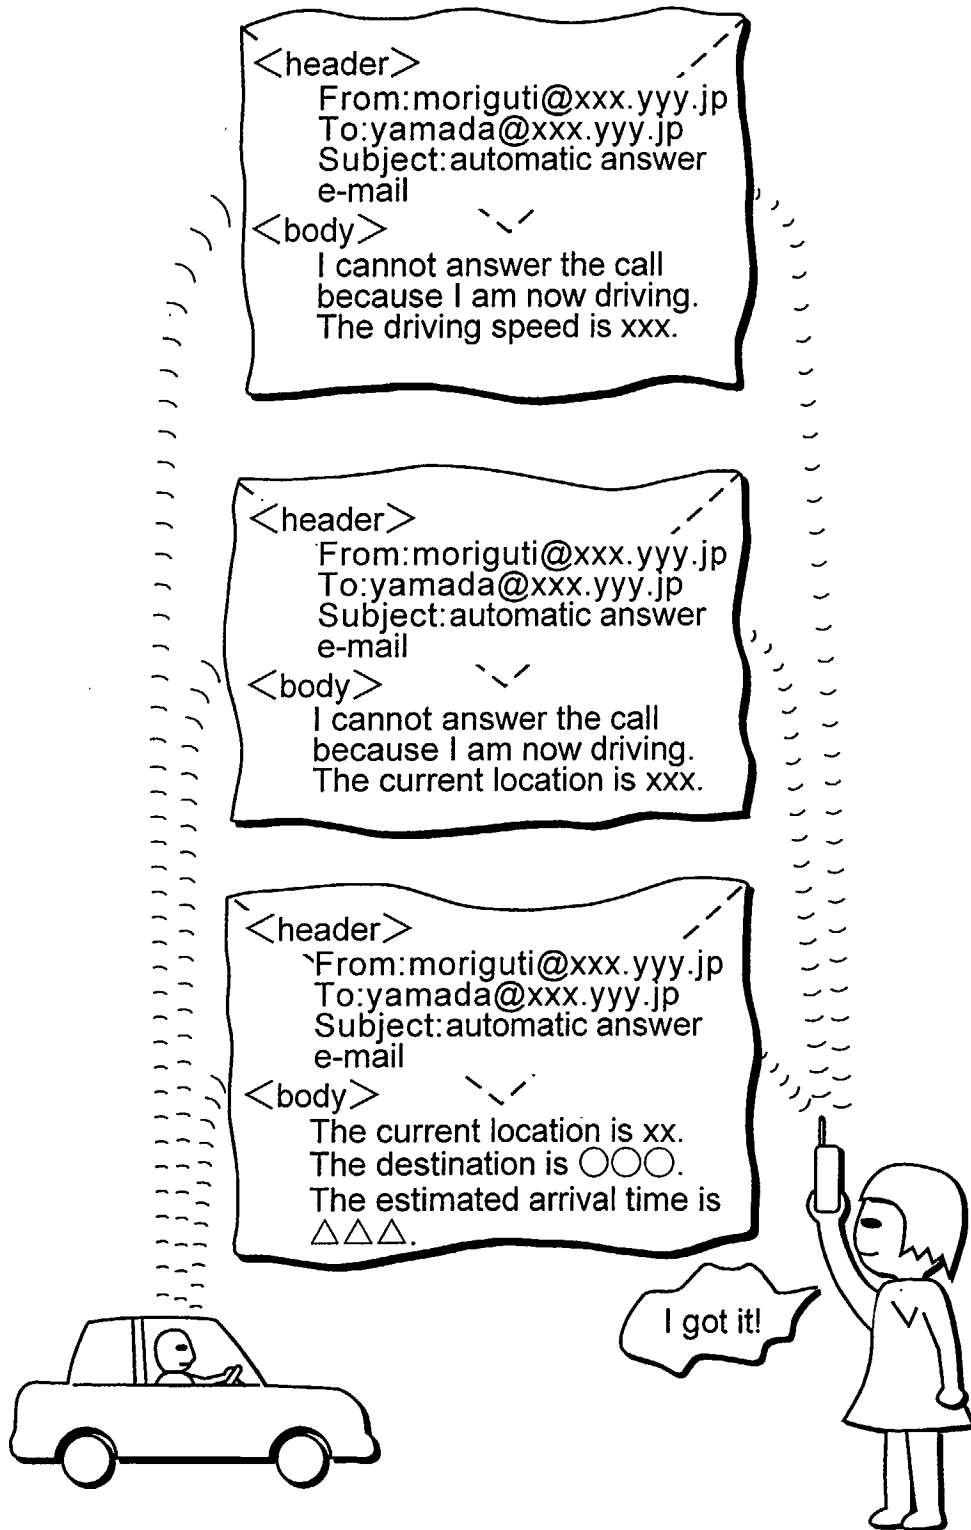 <header>
From:moriguti@xxx.yyy.jp
To:yamada@xxx.yyy.jp
Subject:automatic answer
e-mail
<body>
I cannot answer the call
because I am now driving.
The driving speed is xxx.
<header>
From:moriguti@xxx.yyy.jp
To:yamada@xxx.yyy.jp
Subject:automatic answer
e-mail
<body>
I cannot answer the call
because I am now driving.
The current location is xxx.
<header>
From:moriguti@xxx.yyy.jp
To:yamada@xxx.yyy.jp
Subject:automatic answer
e-mail
<body>
The current location is xx.
The destination is ○○○.
The estimated arrival time is
△△△.
I got it!